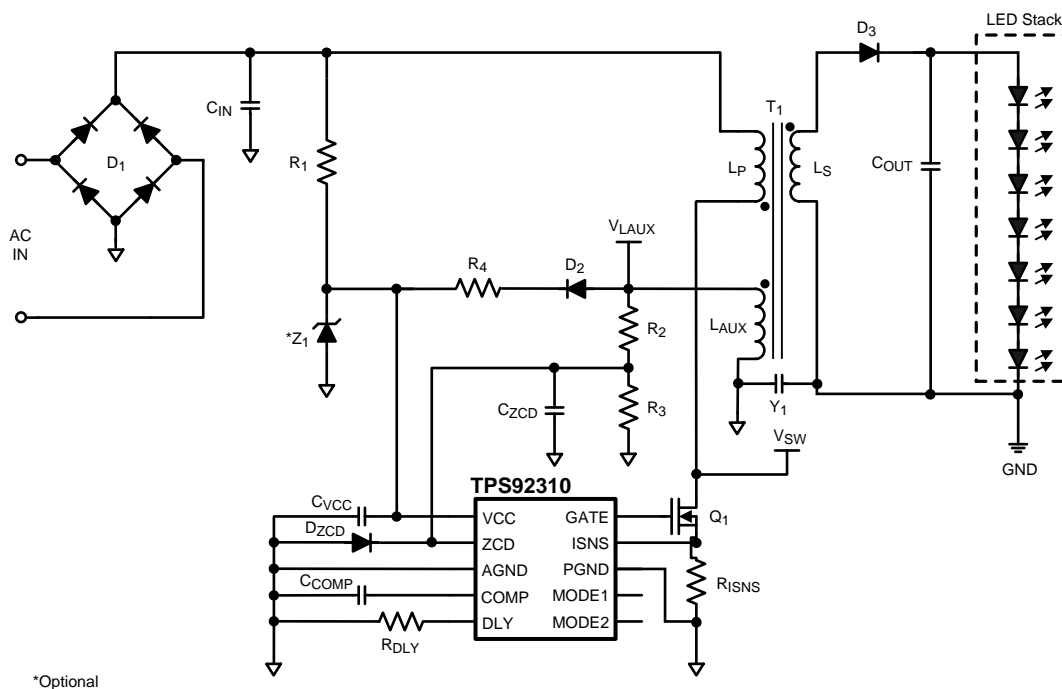 LED Stack
D3
T1
CIN
D1
R1
LP
LS
COUT
AC
IN
VLAUX
R4
D2
*Z1
R2
LAUX
CZCD
R3
Y1
VSW
GND
TPS92310
CVCC
VCC
GATE
Q1
DZCD
ZCD
ISNS
AGND
PGND
RISNS
CCOMP
COMP
MODE1
DLY
MODE2
RDLY
*Optional